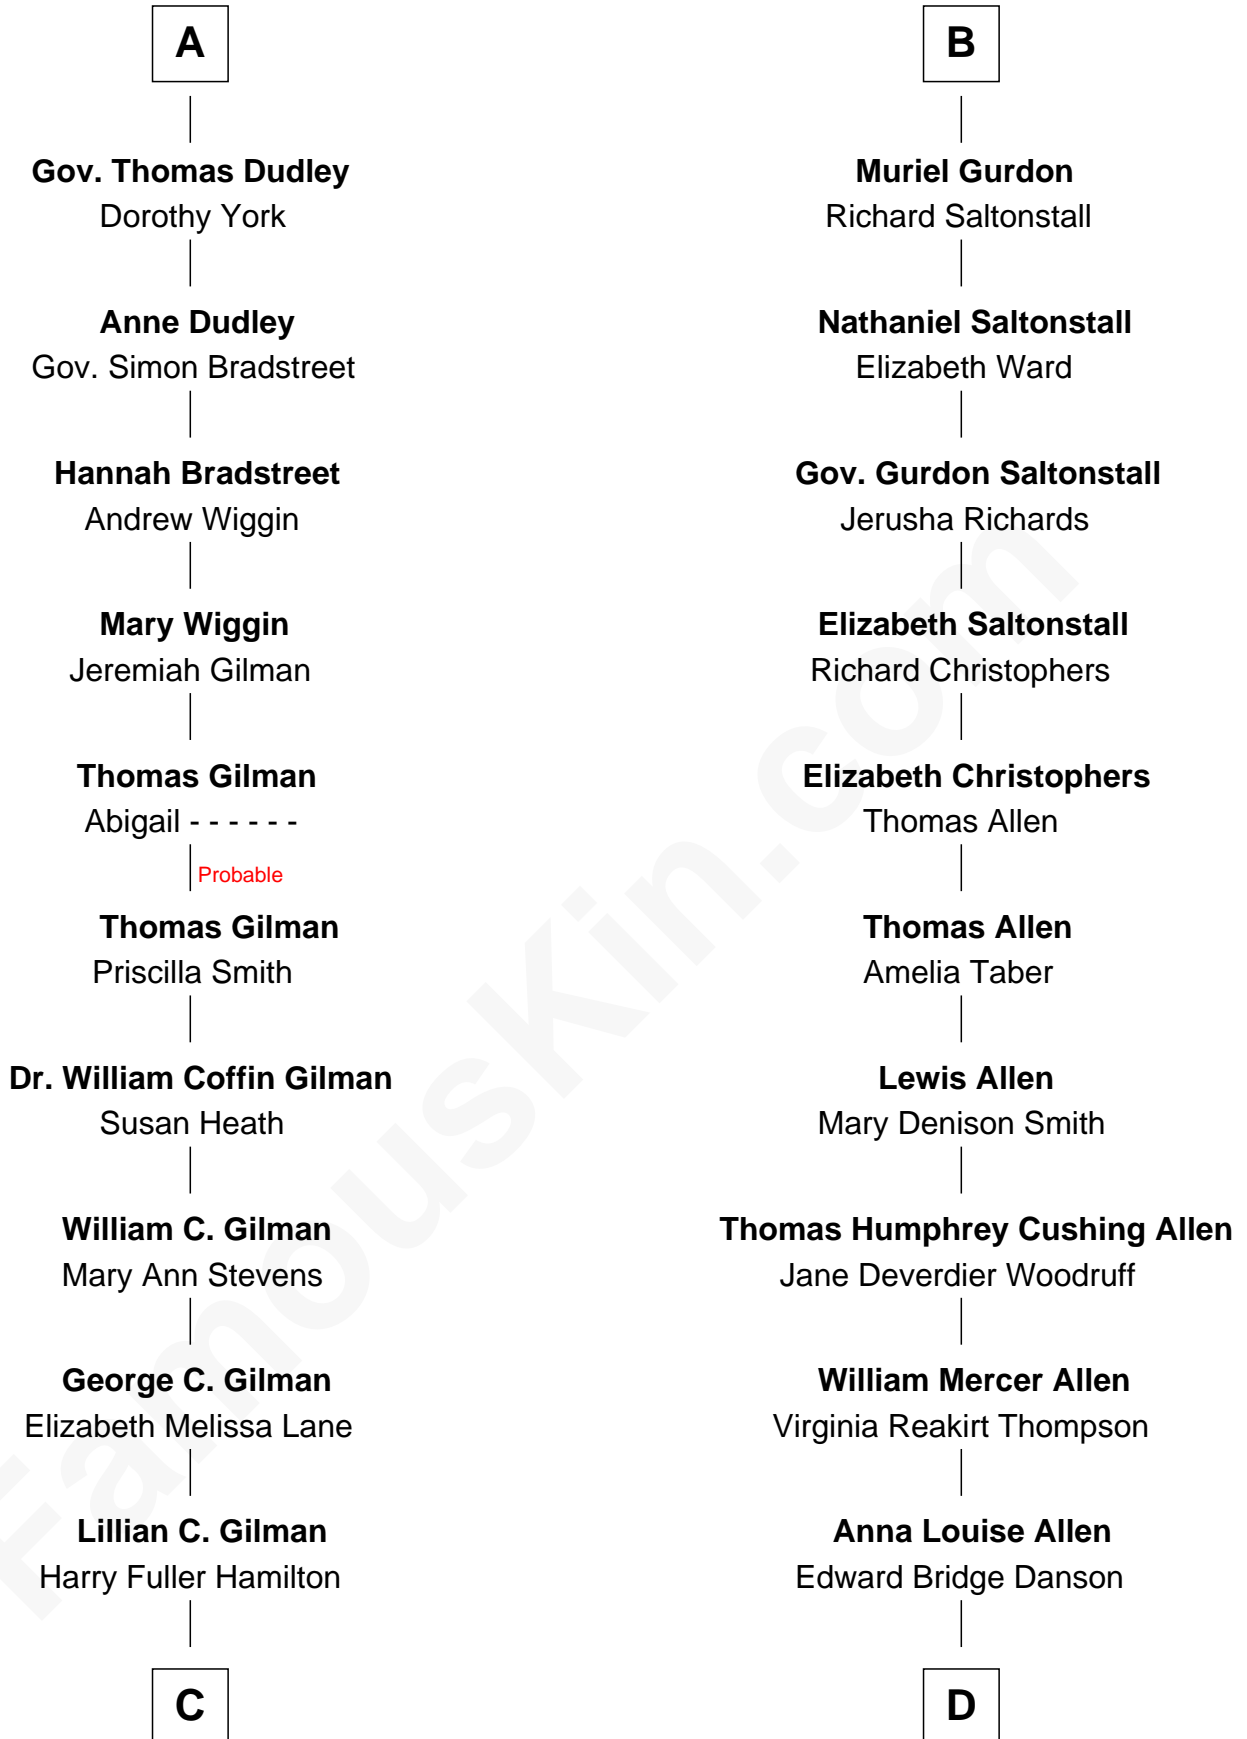 A
Gov. Thomas Dudley
Dorothy York
Anne Dudley
Gov. Simon Bradstreet
Hannah Bradstreet
Andrew Wiggin
Mary Wiggin
Jeremiah Gilman
Thomas Gilman
Abigail - - - - - -
Probable
Thomas Gilman
Priscilla Smith
Dr. William Coffin Gilman
Susan Heath
William C. Gilman
Mary Ann Stevens
George C. Gilman
Elizabeth Melissa Lane
Lillian C. Gilman
Harry Fuller Hamilton
C
B
Muriel Gurdon
Richard Saltonstall
Nathaniel Saltonstall
Elizabeth Ward
Gov. Gurdon Saltonstall
Jerusha Richards
Elizabeth Saltonstall
Richard Christophers
Elizabeth Christophers
Thomas Allen
Thomas Allen
Amelia Taber
Lewis Allen
Mary Denison Smith
Thomas Humphrey Cushing Allen
Jane Deverdier Woodruff
William Mercer Allen
Virginia Reakirt Thompson
Anna Louise Allen
Edward Bridge Danson
D
FamousKin.com